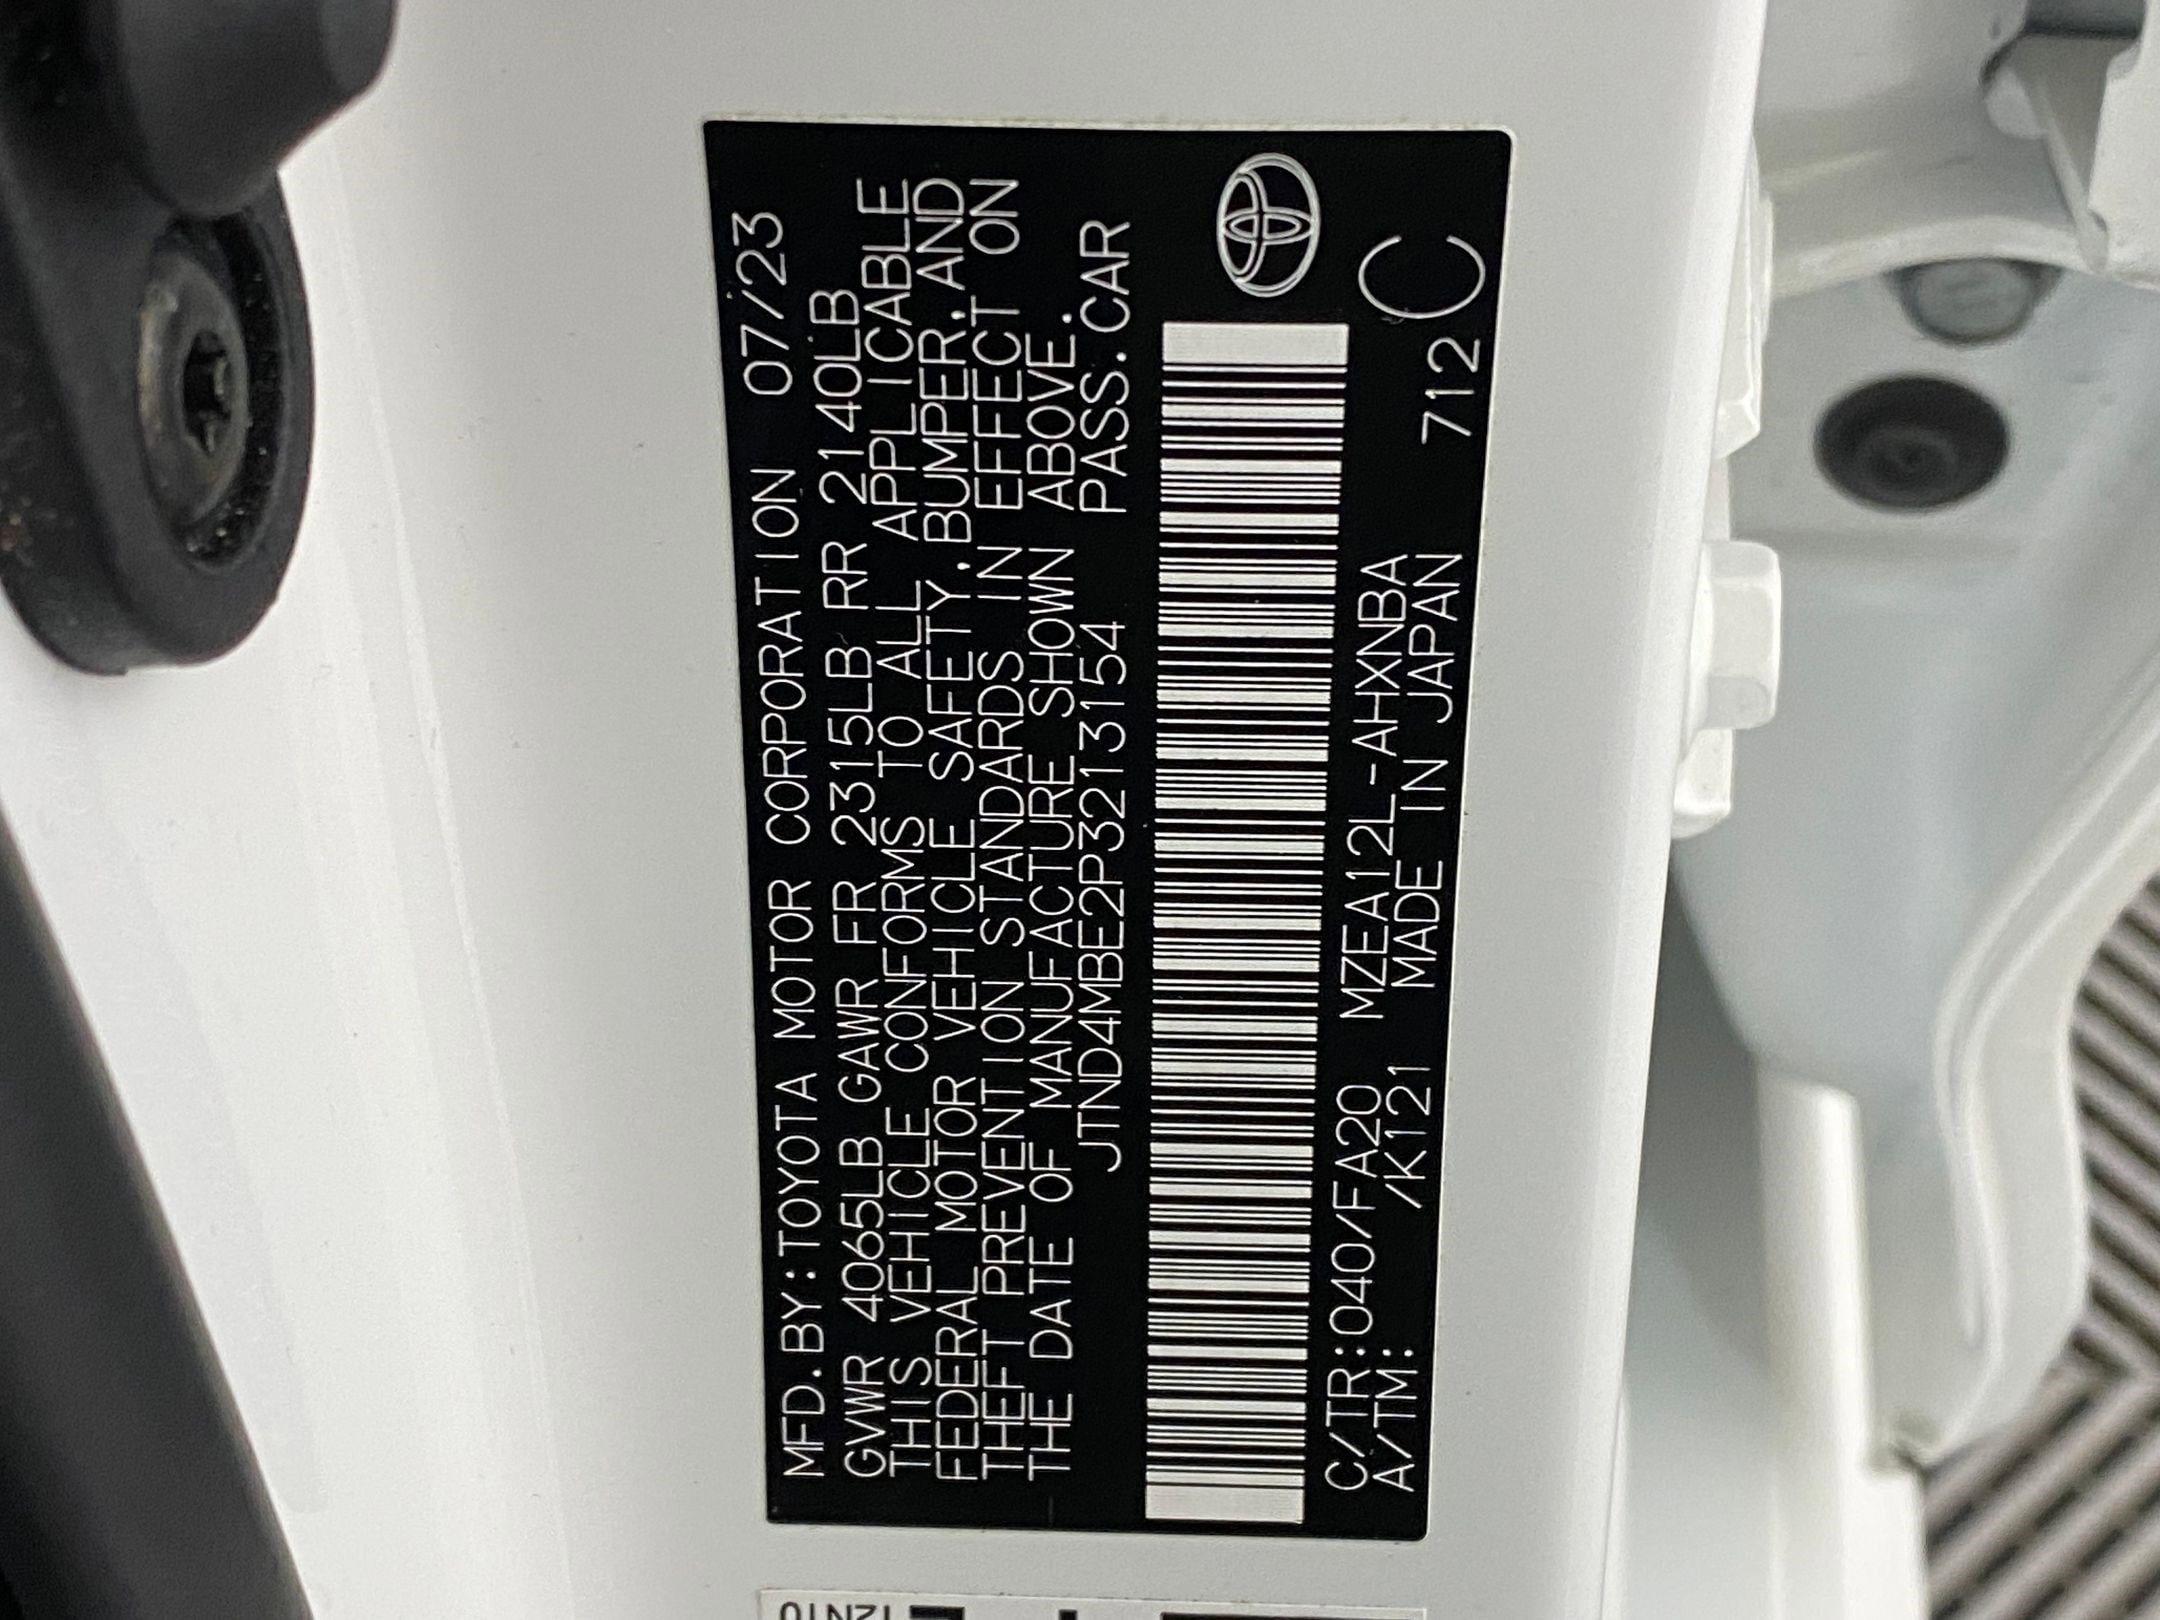 MFD.BY:TOYOTA MOTOR CORPORATION 07/23
GVWR 4065LB GAWR FR 2315LB RR 2140LB
THIS VEHICLE CONFORMS TO ALL APPLICABLE
FEDERAL MOTOR VEHICLE SAFETY,BUMPER,AND
THEFT PREVENTION STANDARDS IN EFFECT ON
THE DATE OF MANUFACTURE SHOWN ABOVE.
JTND4MBE2P3213154 PASS.CAR
C/TR:040/FA20 MZEA12L-AHXNBA
A/TM: /K121 MADE IN JAPAN 712 C